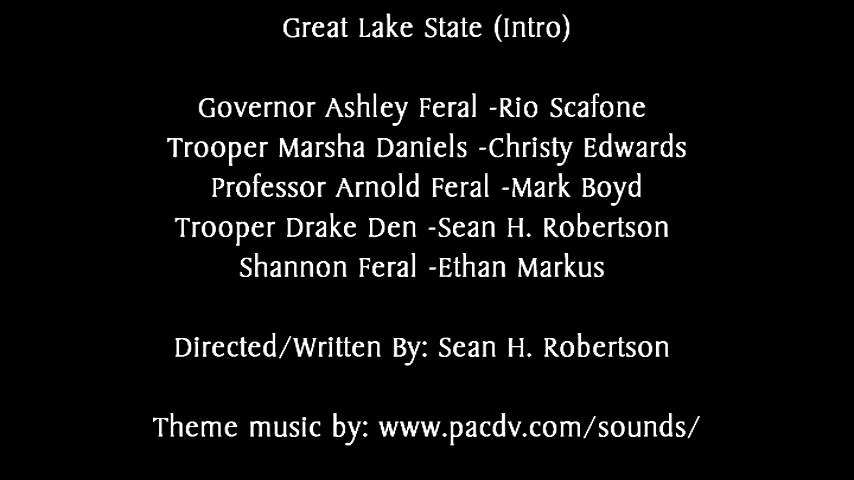 Great Lake State (Intro)
Governor Ashley Feral -Rio Scafone
Trooper Marsha Daniels -Christy Edwards
Professor Arnold Feral -Mark Boyd
Trooper Drake Den -Sean H. Robertson
Shannon Feral -Ethan Markus
Directed/Written By: Sean H. Robertson
Theme music by: www.pacdv.com/sounds/